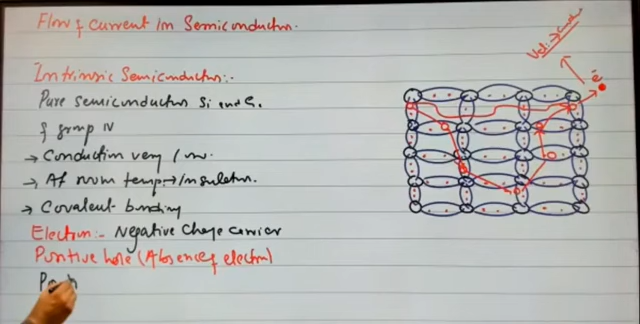 Flow of current in Semiconductor.
Intrinsic Semiconductor:-
Pure semiconductor Si and G.
of group IV
→ Conduction very low.
→ At room temp → insulator.
→ Covalent bonding
Electron:- Negative Charge Carrier
Positive hole (Absence of electron)
e⁻